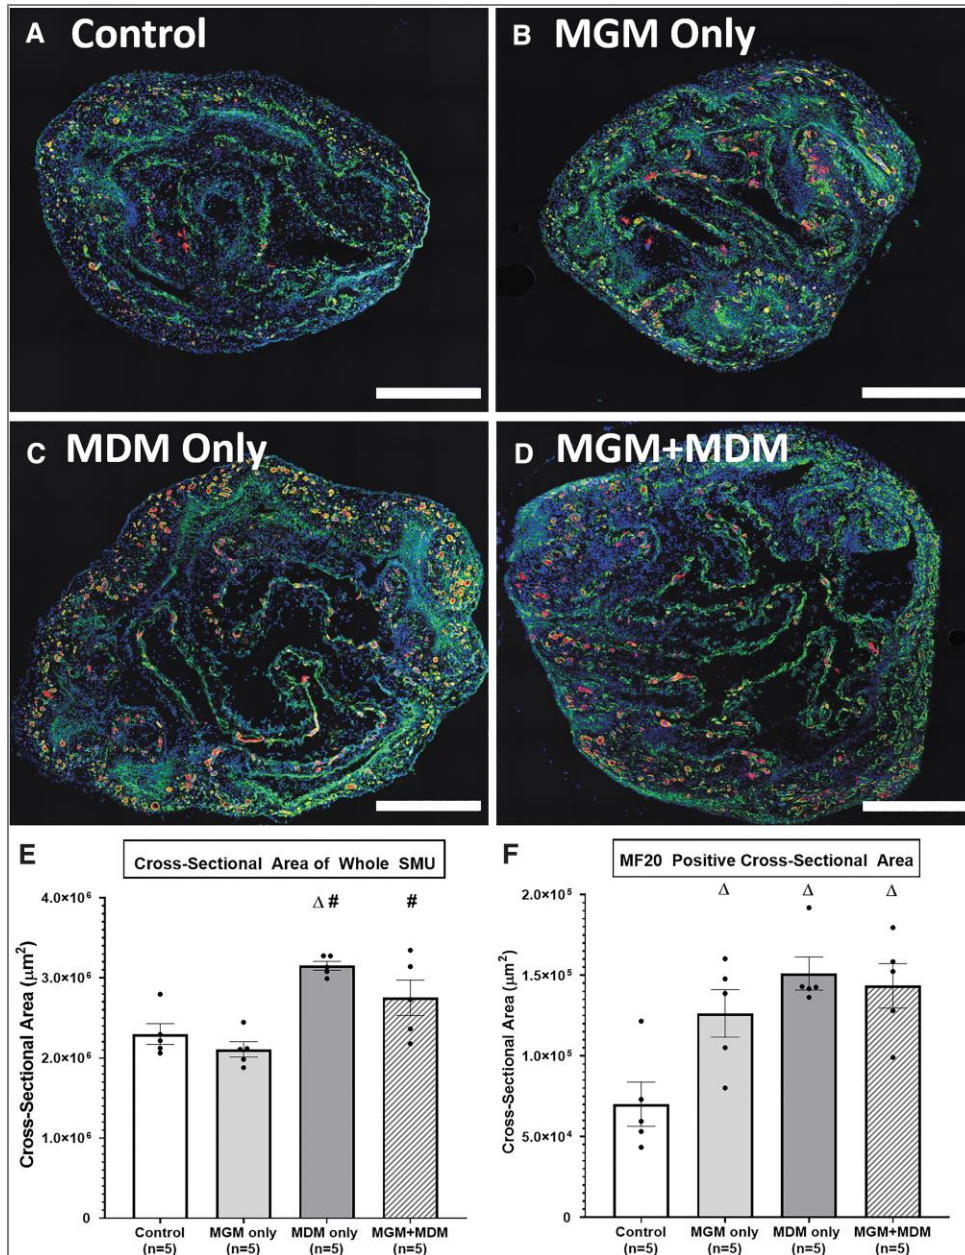 A Control
B MGM Only
C MDM Only
D MGM+MDM
E
Cross-Sectional Area of Whole SMU
Cross-Sectional Area (μm²)
4.0×10⁶
3.0×10⁶
2.0×10⁶
1.0×10⁶
0
Δ #
#
Control
(n=5)
MGM only
(n=5)
MDM only
(n=5)
MGM+MDM
(n=5)
F
MF20 Positive Cross-Sectional Area
Cross-Sectional Area (μm²)
2.0×10⁵
1.5×10⁵
1.0×10⁵
5.0×10⁴
0
Δ
Δ
Δ
Control
(n=5)
MGM only
(n=5)
MDM only
(n=5)
MGM+MDM
(n=5)